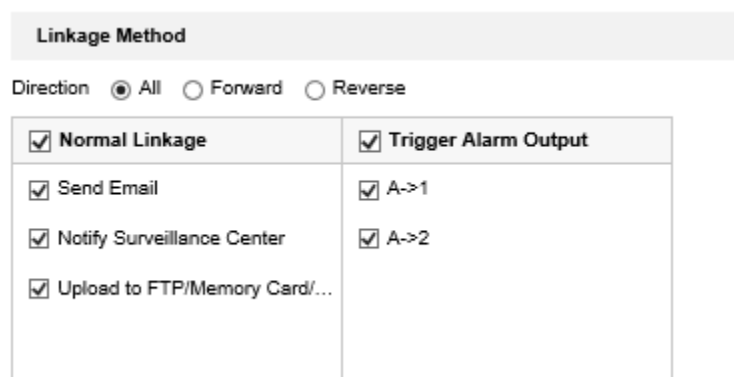 Linkage Method
Direction All Forward Reverse
Normal Linkage Trigger Alarm Output
Send Email A->1
Notify Surveillance Center A->2
Upload to FTP/Memory Card/...